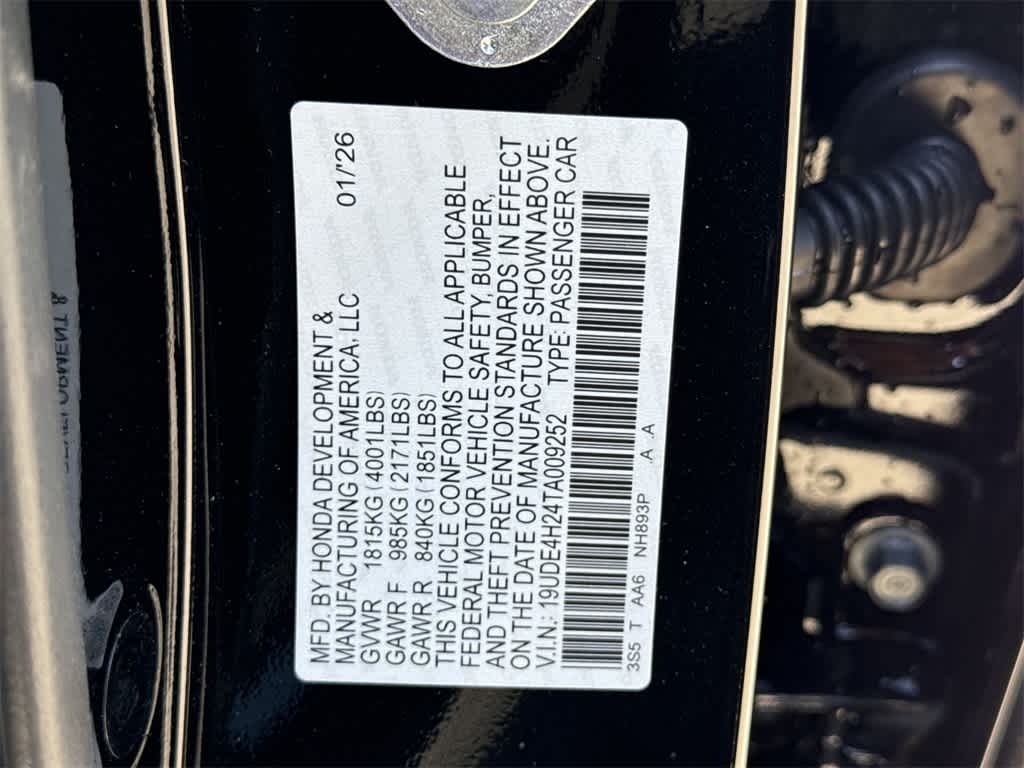 MFD. BY HONDA DEVELOPMENT &
MANUFACTURING OF AMERICA, LLC 01/'26
GVWR 1815KG (4001LBS)
GAWR F 985KG (2171LBS)
GAWR R 840KG (1851LBS)
THIS VEHICLE CONFORMS TO ALL APPLICABLE
FEDERAL MOTOR VEHICLE SAFETY, BUMPER,
AND THEFT PREVENTION STANDARDS IN EFFECT
ON THE DATE OF MANUFACTURE SHOWN ABOVE.
V.I.N.: 19UDE4H24TA009252 TYPE: PASSENGER CAR
3S5 T AA6 NH893P .A A